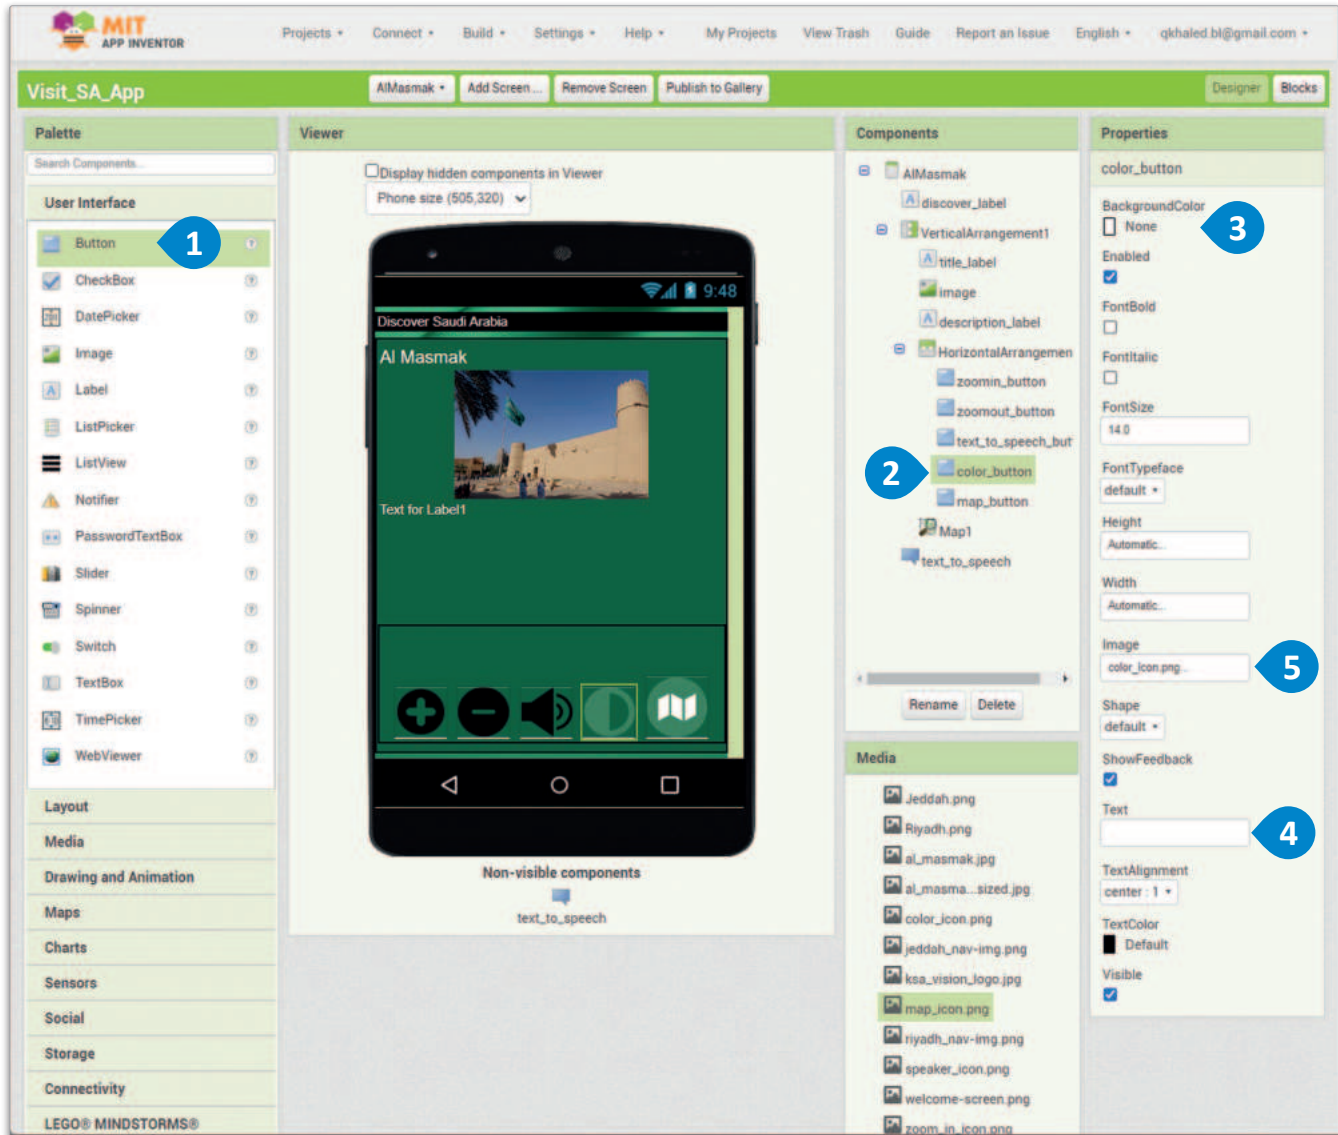 MIT
APP INVENTOR
Projects
Connect
Build
Settings
Help
My Projects
View Trash
Guide
Report an Issue
English
qkhaled.bl@gmail.com
Visit_SA_App
AlMasmak
Add Screen ...
Remove Screen
Publish to Gallery
Designer
Blocks
Palette
Search Components...
User Interface
Button
1
CheckBox
DatePicker
Image
Label
ListPicker
ListView
Notifier
PasswordTextBox
Slider
Spinner
Switch
TextBox
TimePicker
WebViewer
Layout
Media
Drawing and Animation
Maps
Charts
Sensors
Social
Storage
Connectivity
LEGO® MINDSTORMS®
Viewer
Display hidden components in Viewer
Phone size (505,320)
9:48
Discover Saudi Arabia
Al Masmak
Text for Label1
Non-visible components
text_to_speech
Components
AlMasmak
discover_label
VerticalArrangement1
title_label
image
description_label
HorizontalArrangemen
zoomin_button
zoomout_button
text_to_speech_but
2
color_button
map_button
Map1
text_to_speech
Rename
Delete
Media
Jeddah.png
Riyadh.png
al_masmak.jpg
al_masma...sized.jpg
color_icon.png
jeddah_nav-img.png
ksa_vision_logo.jpg
map_icon.png
riyadh_nav-img.png
speaker_icon.png
welcome-screen.png
zoom_in_icon.png
Properties
color_button
BackgroundColor
None
3
Enabled
FontBold
FontItalic
FontSize
14.0
FontTypeface
default
Height
Automatic...
Width
Automatic...
Image
color_icon.png...
5
Shape
default
ShowFeedback
Text
4
TextAlignment
center : 1
TextColor
Default
Visible